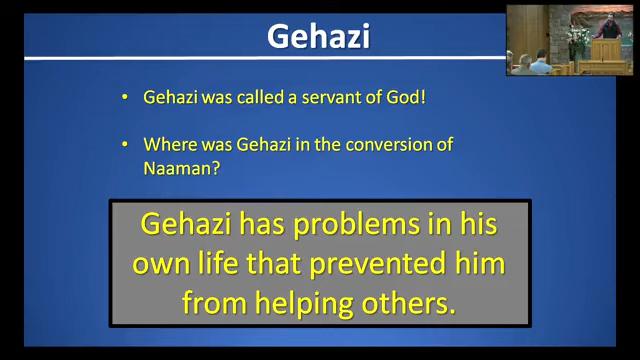 Gehazi
• Gehazi was called a servant of God!
• Where was Gehazi in the conversion of
Naaman?
Gehazi has problems in his
own life that prevented him
from helping others.